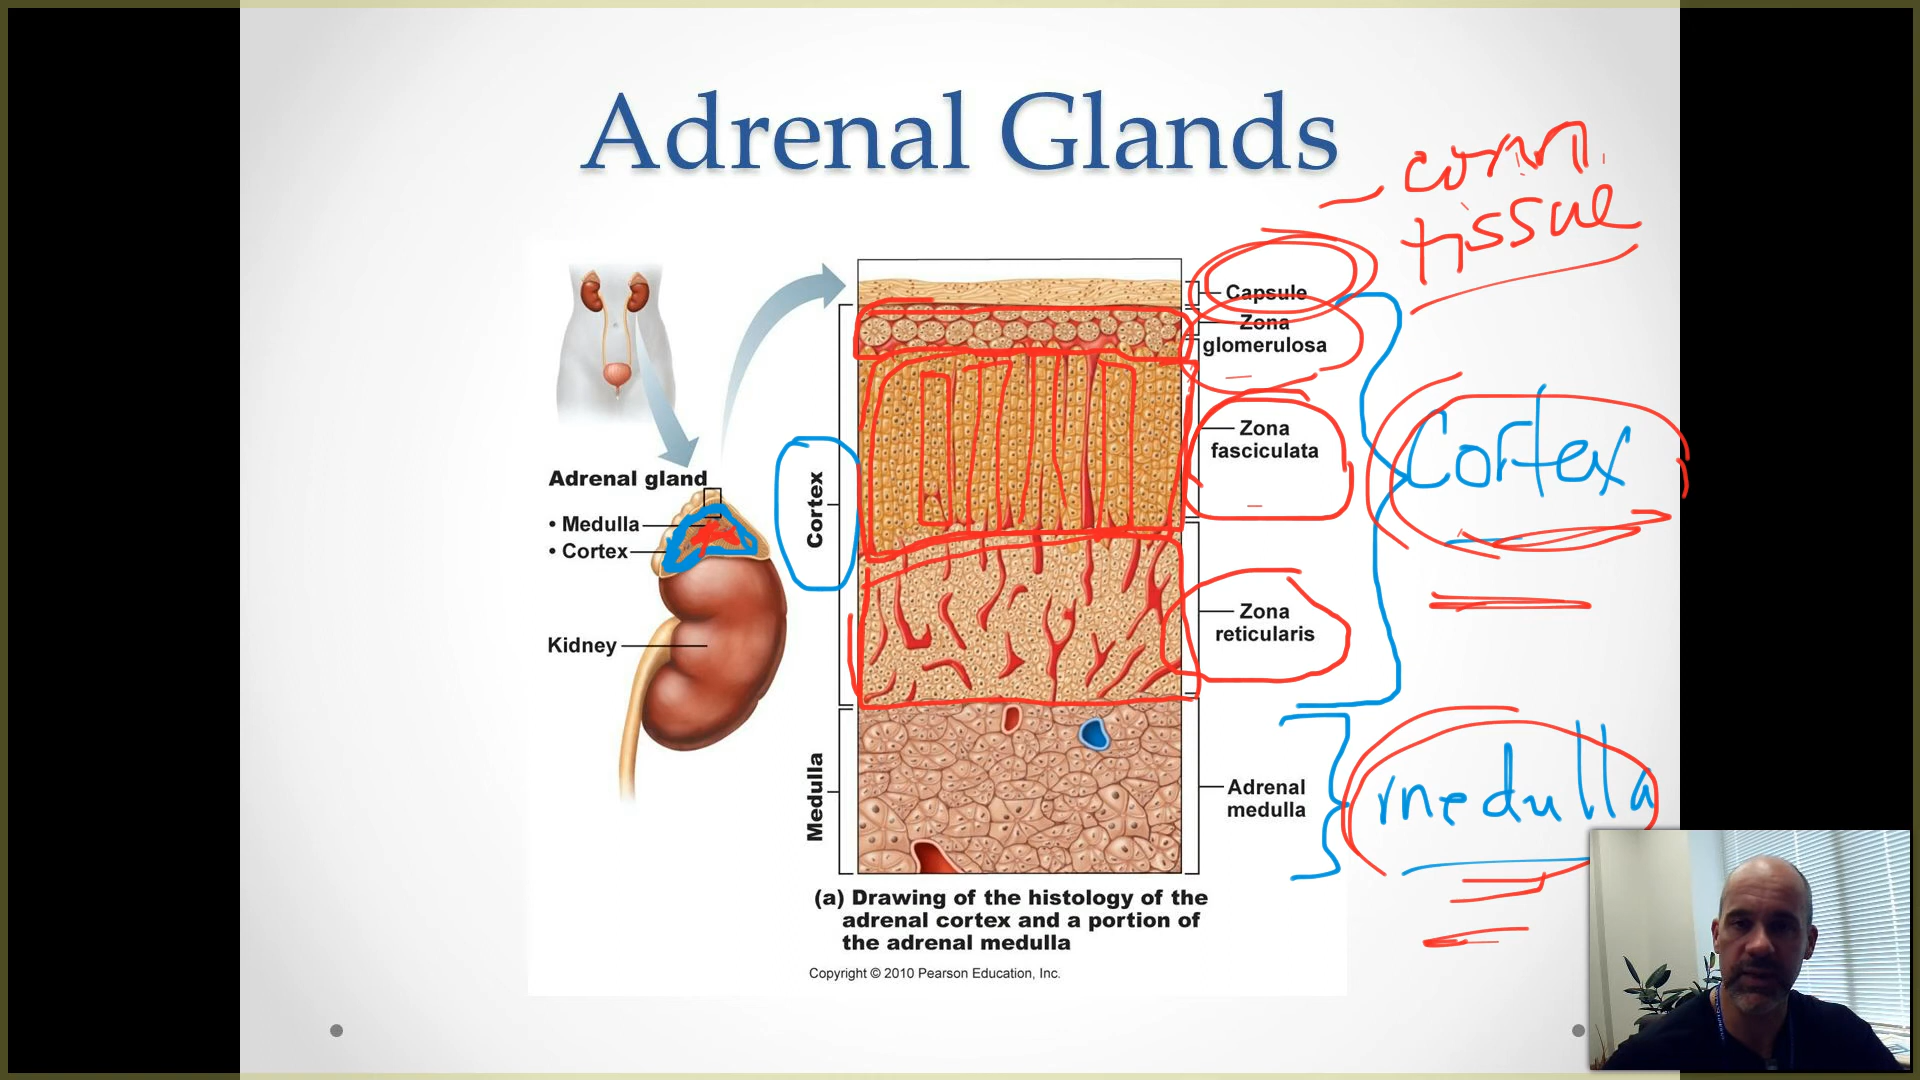 Adrenal Glands
conn.
tissue
Capsule
Zona
glomerulosa
Zona
fasciculata
Cortex
Cortex
Adrenal gland
• Medulla
• Cortex
Kidney
Zona
reticularis
Medulla
Adrenal
medulla
medulla
(a) Drawing of the histology of the
adrenal cortex and a portion of
the adrenal medulla
Copyright © 2010 Pearson Education, Inc.